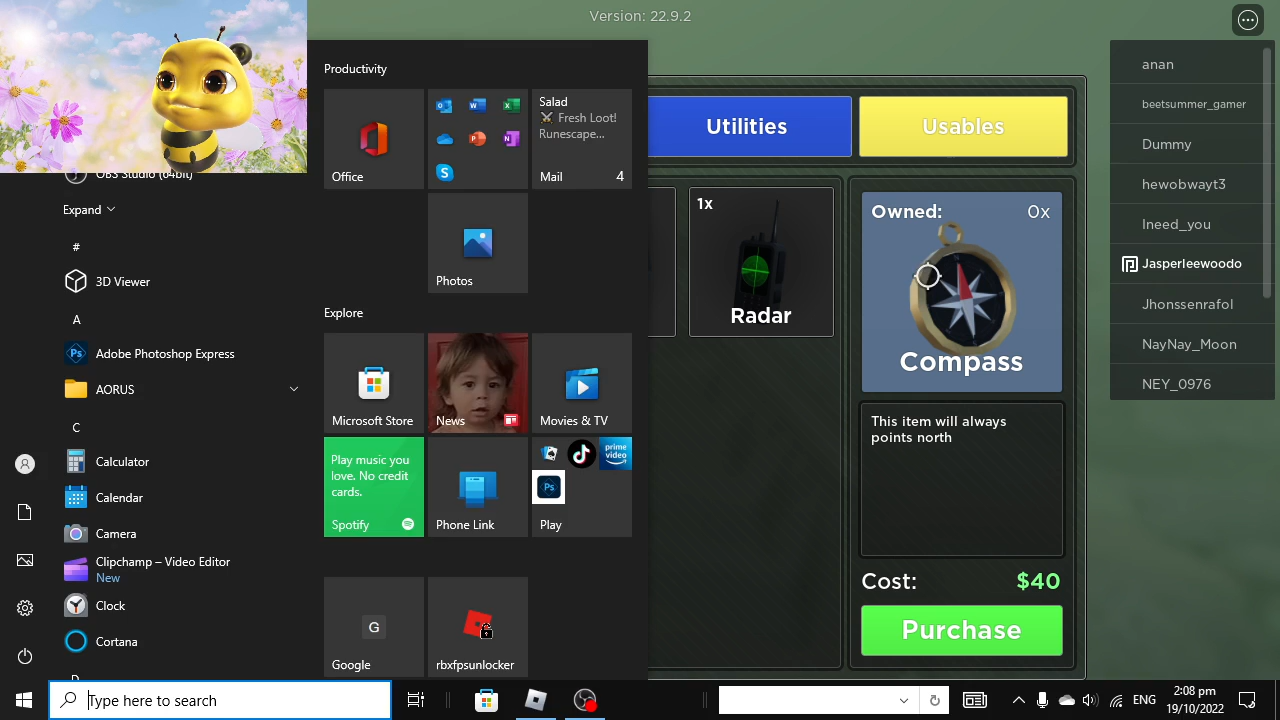 Version: 22.9.2
OBS Studio (64bit)
Expand
#
3D Viewer
A
Adobe Photoshop Express
AORUS
C
Calculator
Calendar
Camera
Clipchamp – Video Editor
New
Clock
Cortana
Productivity
Office
Salad
Fresh Loot!
Runescape...
Mail 4
Photos
Explore
Microsoft Store
News
Movies & TV
Play music you
love. No credit
cards.
Spotify
Phone Link
prime
video
Ps
Play
G
Google
rbxfpsunlocker
Utilities
Usables
1x
Radar
Owned: 0x
Compass
This item will always
points north
Cost: $40
Purchase
anan
beetsummer_gamer
Dummy
hewobwayt3
Ineed_you
Jasperleewoodo
Jhonssenrafol
NayNay_Moon
NEY_0976
Type here to search
ENG
2:08 pm
19/10/2022